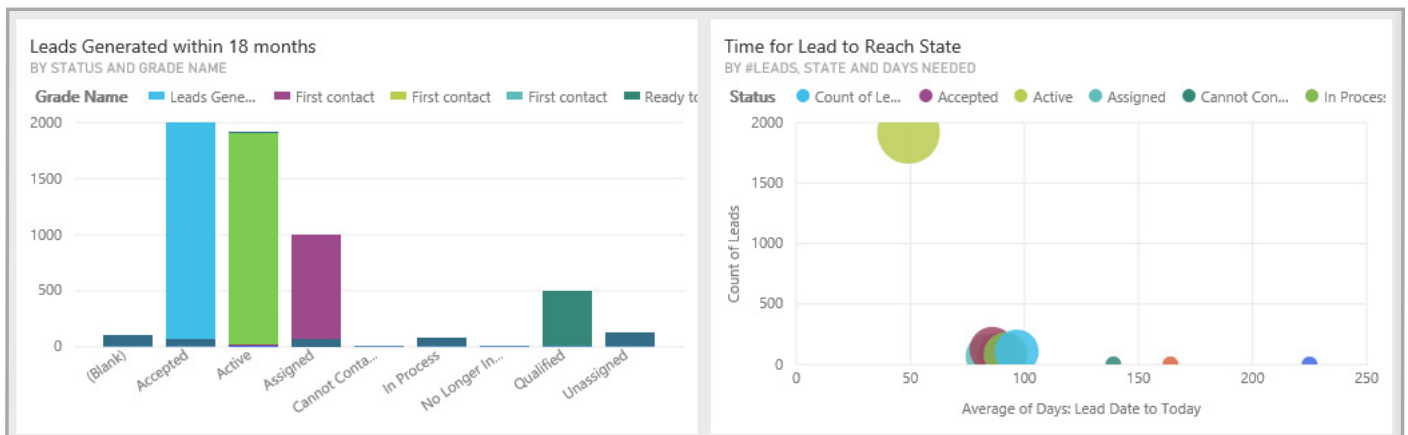 Leads Generated within 18 months
BY STATUS AND GRADE NAME
Grade Name Leads Gene... First contact First contact First contact Ready to
2000
1500
1000
500
0
(Blank)
Accepted
Active
Assigned
Cannot Conta...
In Process
No Longer In...
Qualified
Unassigned
Time for Lead to Reach State
BY #LEADS, STATE AND DAYS NEEDED
Status Count of Le... Accepted Active Assigned Cannot Con... In Process
Count of Leads
2000
1500
1000
500
0
0 50 100 150 200 250
Average of Days: Lead Date to Today